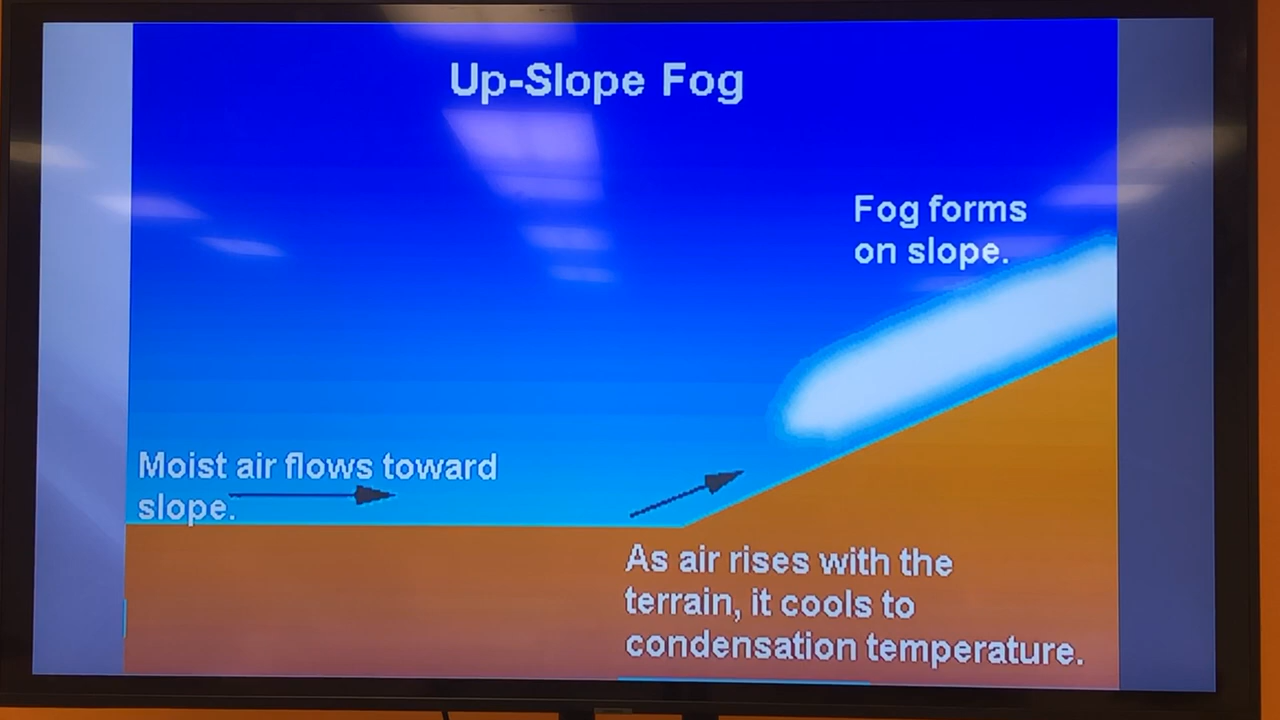 Up-Slope Fog
Fog forms
on slope.
Moist air flows toward
slope.
As air rises with the
terrain, it cools to
condensation temperature.